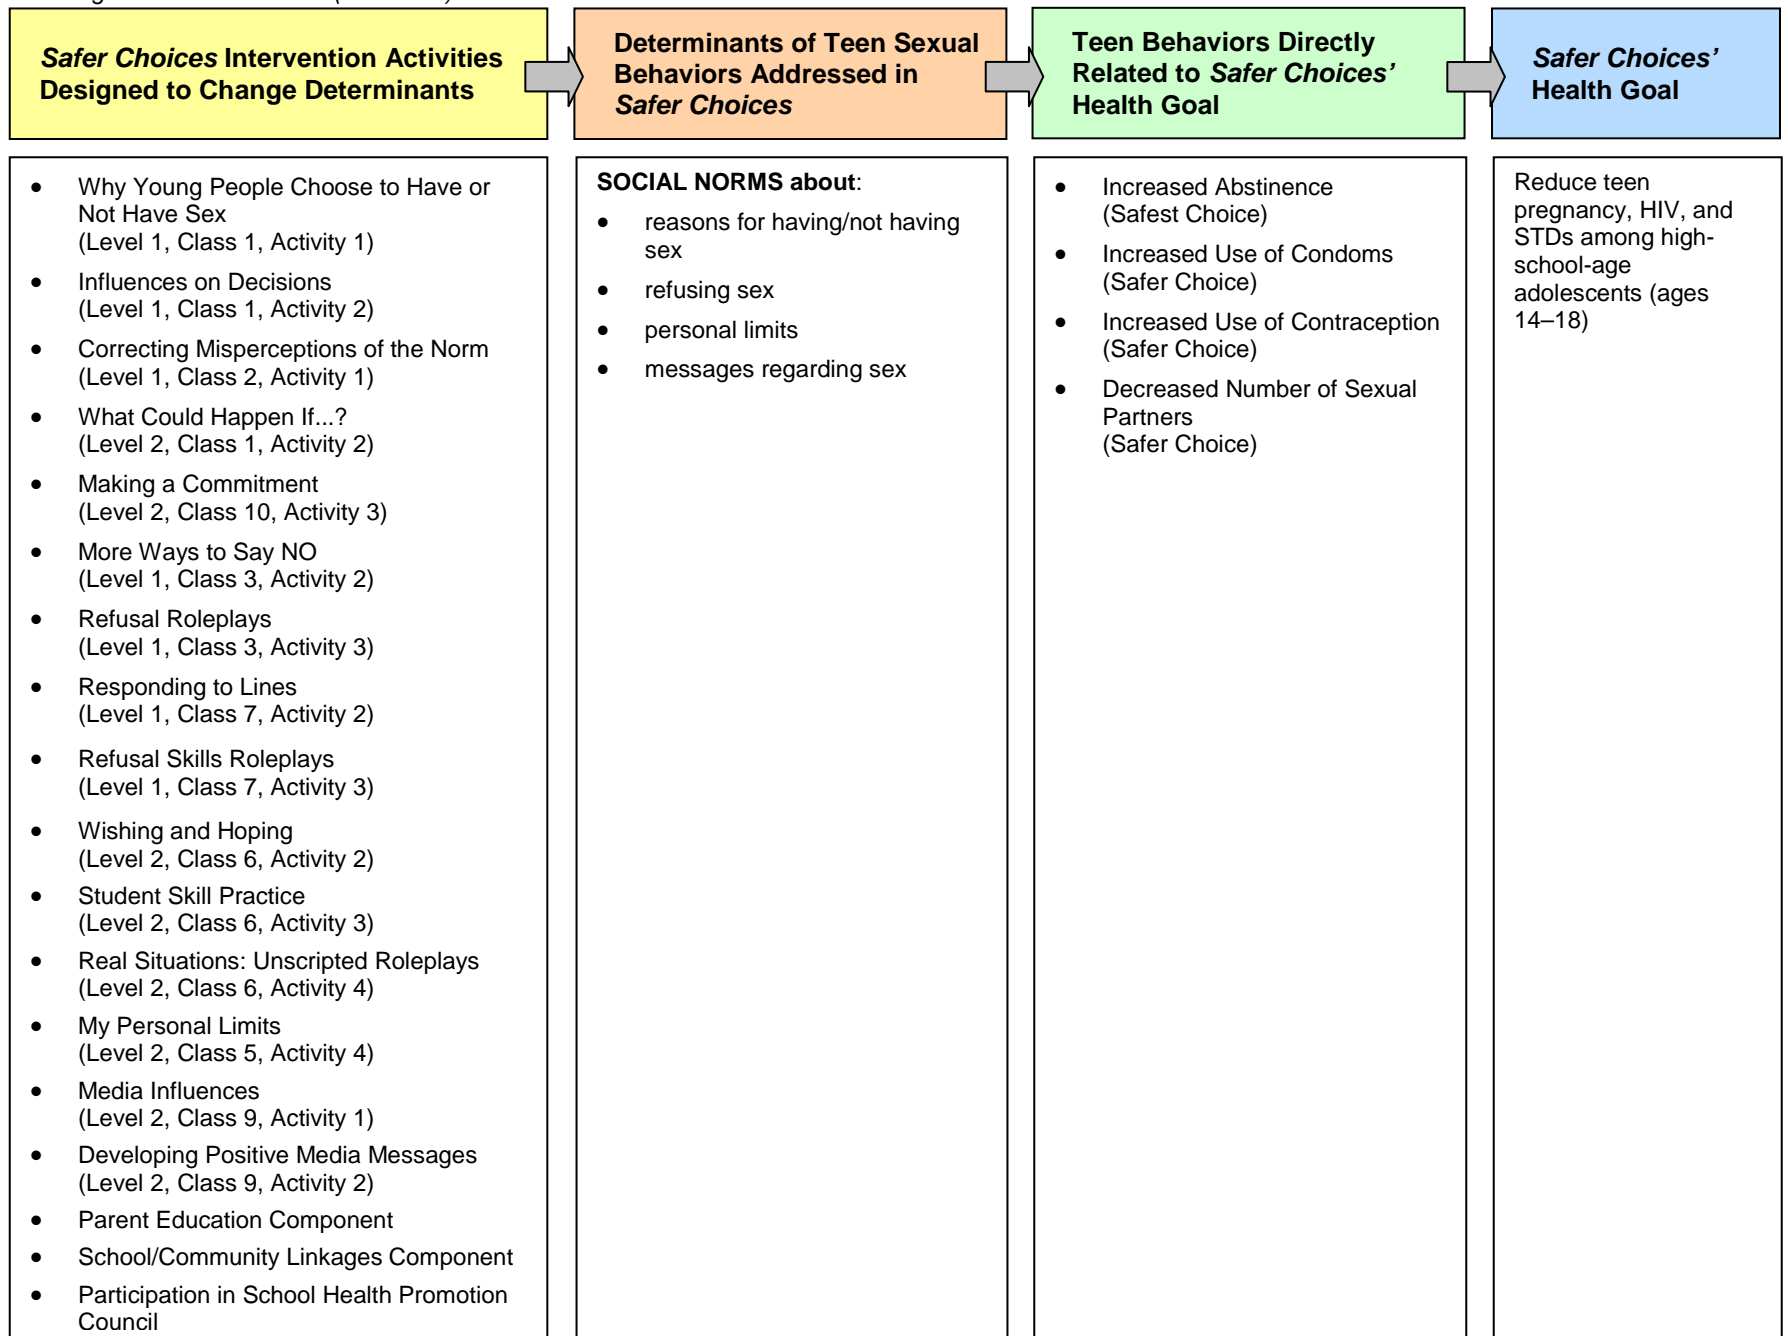 Safer Choices Intervention Activities
Designed to Change Determinants
Determinants of Teen Sexual
Behaviors Addressed in
Safer Choices
Teen Behaviors Directly
Related to Safer Choices’
Health Goal
Safer Choices’
Health Goal
• Why Young People Choose to Have or
Not Have Sex
(Level 1, Class 1, Activity 1)
• Influences on Decisions
(Level 1, Class 1, Activity 2)
• Correcting Misperceptions of the Norm
(Level 1, Class 2, Activity 1)
• What Could Happen If...?
(Level 2, Class 1, Activity 2)
• Making a Commitment
(Level 2, Class 10, Activity 3)
• More Ways to Say NO
(Level 1, Class 3, Activity 2)
• Refusal Roleplays
(Level 1, Class 3, Activity 3)
• Responding to Lines
(Level 1, Class 7, Activity 2)
• Refusal Skills Roleplays
(Level 1, Class 7, Activity 3)
• Wishing and Hoping
(Level 2, Class 6, Activity 2)
• Student Skill Practice
(Level 2, Class 6, Activity 3)
• Real Situations: Unscripted Roleplays
(Level 2, Class 6, Activity 4)
• My Personal Limits
(Level 2, Class 5, Activity 4)
• Media Influences
(Level 2, Class 9, Activity 1)
• Developing Positive Media Messages
(Level 2, Class 9, Activity 2)
• Parent Education Component
• School/Community Linkages Component
• Participation in School Health Promotion
Council
SOCIAL NORMS about:
• reasons for having/not having
sex
• refusing sex
• personal limits
• messages regarding sex
• Increased Abstinence
(Safest Choice)
• Increased Use of Condoms
(Safer Choice)
• Increased Use of Contraception
(Safer Choice)
• Decreased Number of Sexual
Partners
(Safer Choice)
Reduce teen
pregnancy, HIV, and
STDs among high-
school-age
adolescents (ages
14–18)